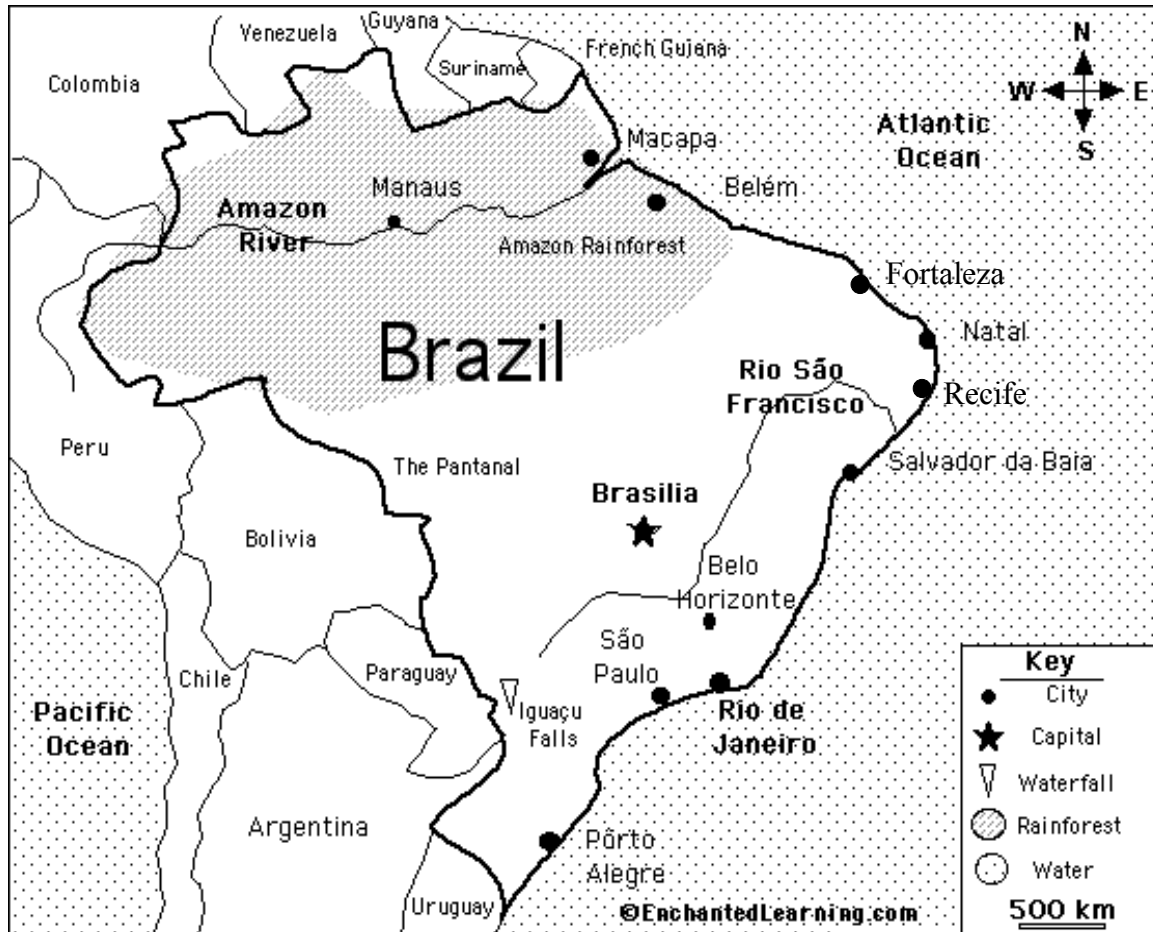 Guyana
Venezuela
French Guiana
Suriname
Colombia
N
W
E
S
Atlantic
Ocean
Macapa
Manaus
Belém
Amazon
River
Amazon Rainforest
Fortaleza
Brazil
Natal
Rio São
Francisco
Recife
Peru
The Pantanal
Salvador da Baia
Brasilia
Bolivia
Belo
Horizonte
São
Paulo
Paraguay
Chile
Iguaçu
Falls
Rio de
Janeiro
Pacific
Ocean
Argentina
Pôrto
Alegre
Uruguay
©EnchantedLearning.com
Key
City
Capital
Waterfall
Rainforest
Water
500 km